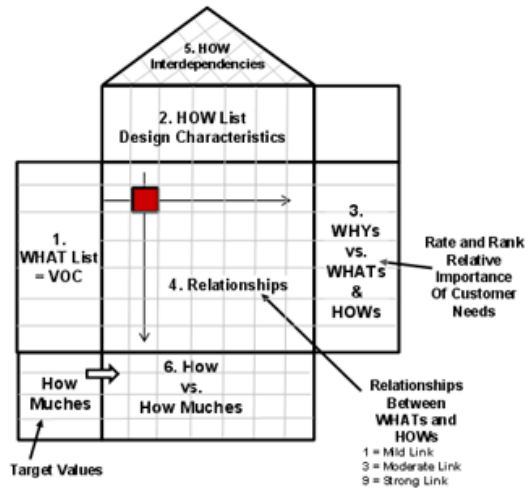 5. HOW
Interdependencies
2. HOW List
Design Characteristics
1.
WHAT List
= VOC
3.
WHYs
vs.
WHATs
&
HOWs
4. Relationships
Rate and Rank
Relative
Importance
Of Customer
Needs
How
Muches
6. How
vs.
How Muches
Target Values
Relationships
Between
WHATs and
HOWs
1 = Mild Link
3 = Moderate Link
9 = Strong Link